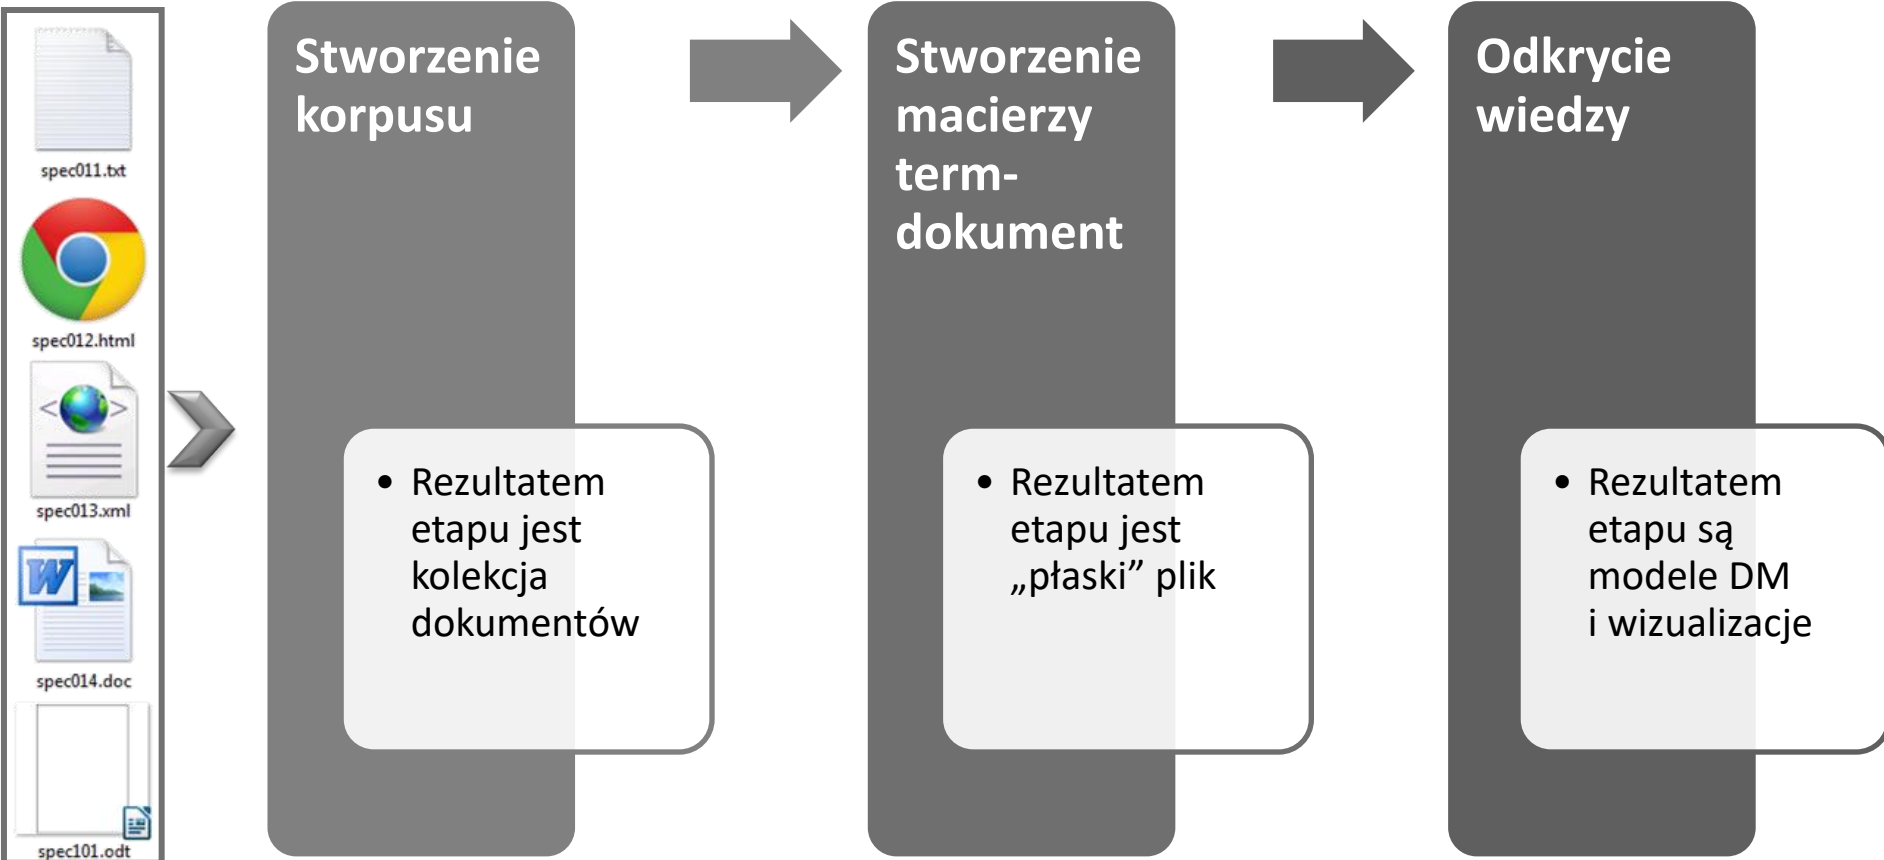 spec011.txt
spec012.html
spec013.xml
W
spec014.doc
spec101.odt
Stworzenie
korpusu
• Rezultatem
etapu jest
kolekcja
dokumentów
Stworzenie
macierzy
term-
dokument
• Rezultatem
etapu jest
„płaski” plik
Odkrycie
wiedzy
• Rezultatem
etapu są
modele DM
i wizualizacje